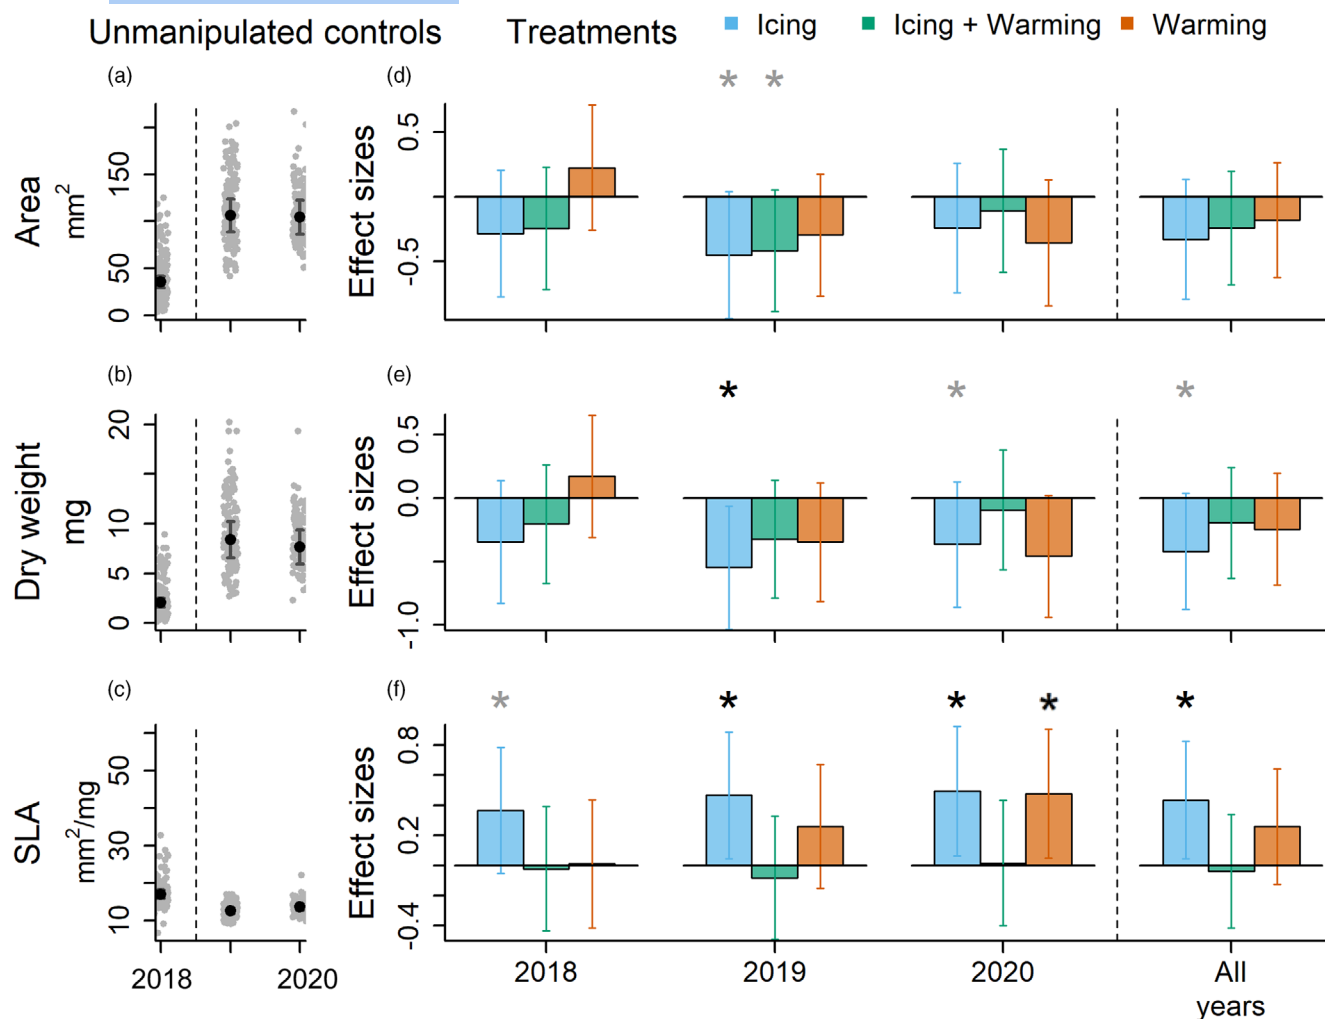 Unmanipulated controls Treatments Icing Icing + Warming Warming
(a) (d) * *
Area
mm²
0 50 150
Effect sizes
-0.5 0.5
(b) (e) * * *
Dry weight
mg
0 5 10 20
Effect sizes
-1.0 0.0 0.5
(c) (f) * * * * *
SLA
mm²/mg
10 30 50
Effect sizes
-0.4 0.2 0.8
2018 2020 2018 2019 2020 All
years